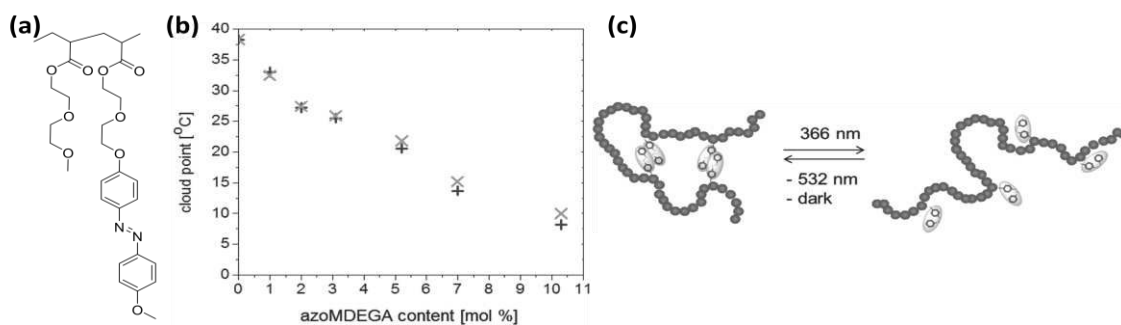 (a)
O
O
O
O
O
O
O
O
O
N
N
O
(b)
cloud point [°C]
40
35
30
25
20
15
10
5
0
0 1 2 3 4 5 6 7 8 9 10 11
azoMDEGA content [mol %]
(c)
366 nm
- 532 nm
- dark